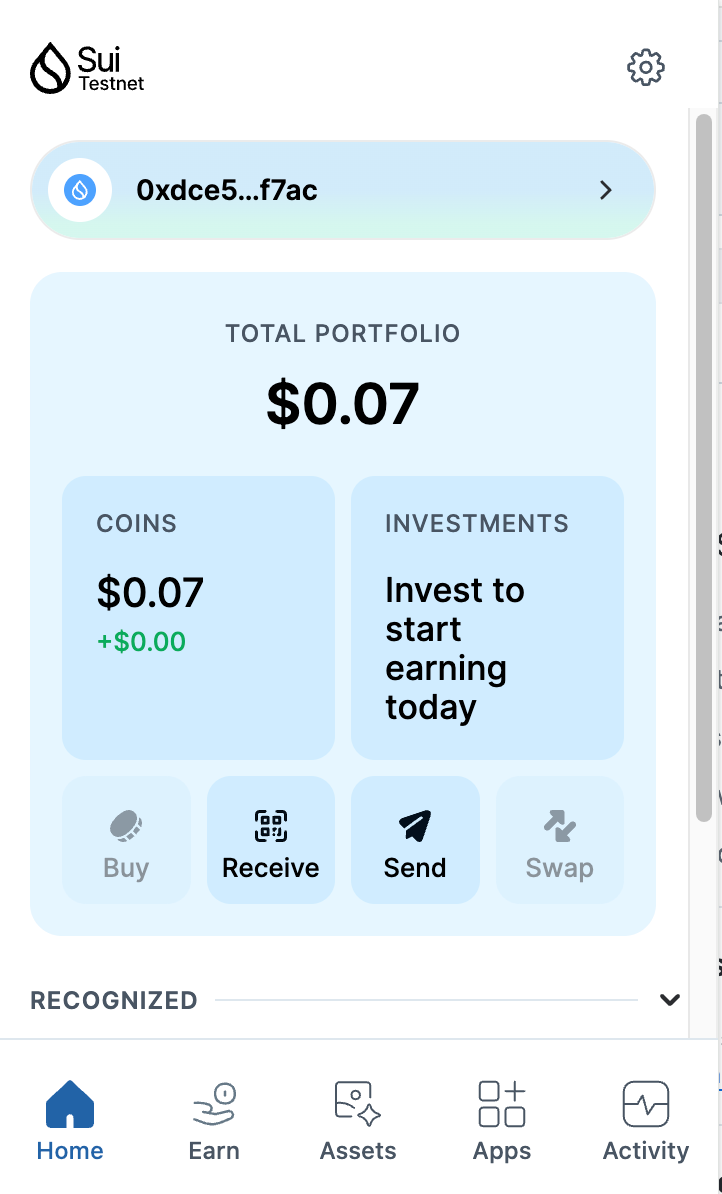 Sui
Testnet
0xdce5...f7ac
TOTAL PORTFOLIO
$0.07
COINS
$0.07
+$0.00
INVESTMENTS
Invest to
start
earning
today
Buy
Receive
Send
Swap
RECOGNIZED
Home
Earn
Assets
Apps
Activity